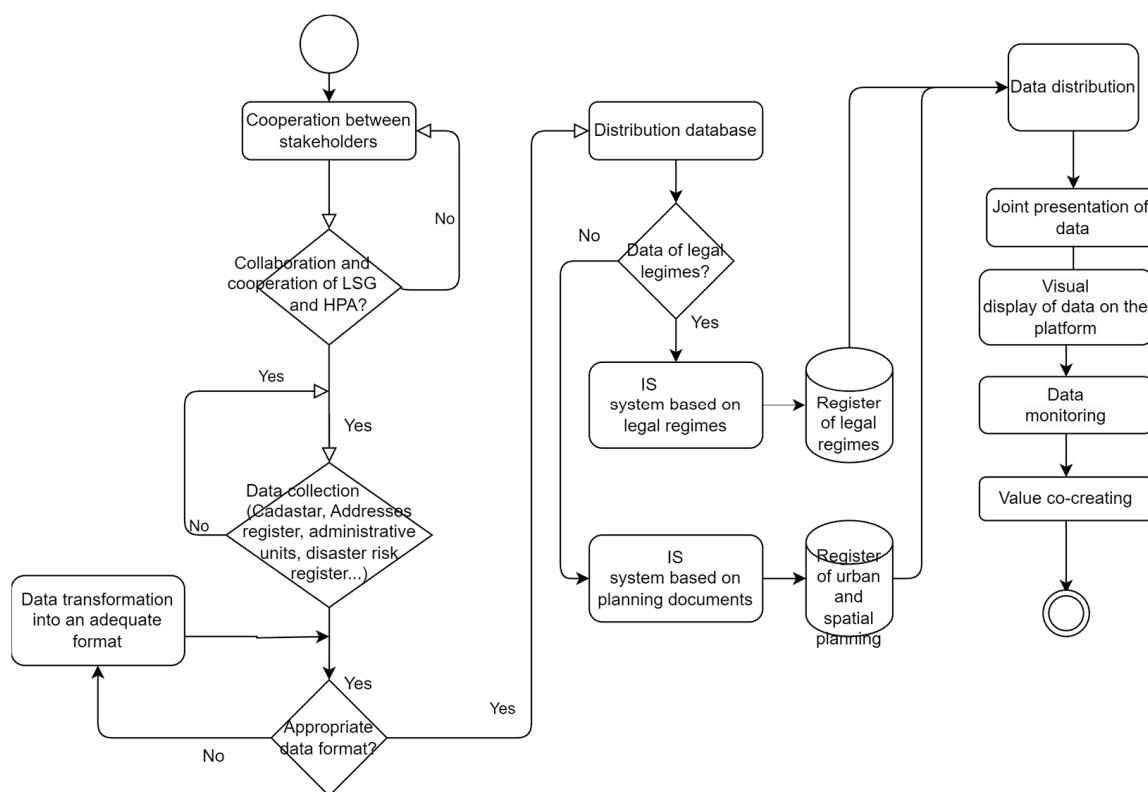 Cooperation between
stakeholders
No
Collaboration and
cooperation of LSG
and HPA?
Yes
Yes
Data collection
(Cadastar, Addresses
register, administrative
units, disaster risk
register...)
No
Data transformation
into an adequate
format
Yes
Appropriate
data format?
No
Yes
Distribution database
No
Data of legal
legimes?
Yes
IS
system based on
legal regimes
Register
of legal
regimes
IS
system based on
planning documents
Register
of urban
and
spatial
planning
Data distribution
Joint presentation of
data
Visual
display of data on the
platform
Data
monitoring
Value co-creating